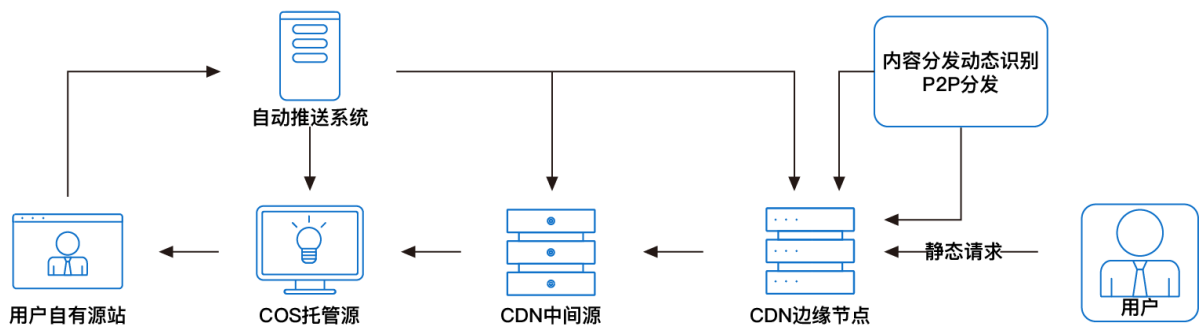 内容分发动态识别
P2P分发
自动推送系统
静态请求
用户自有源站
COS托管源
CDN中间源
CDN边缘节点
用户